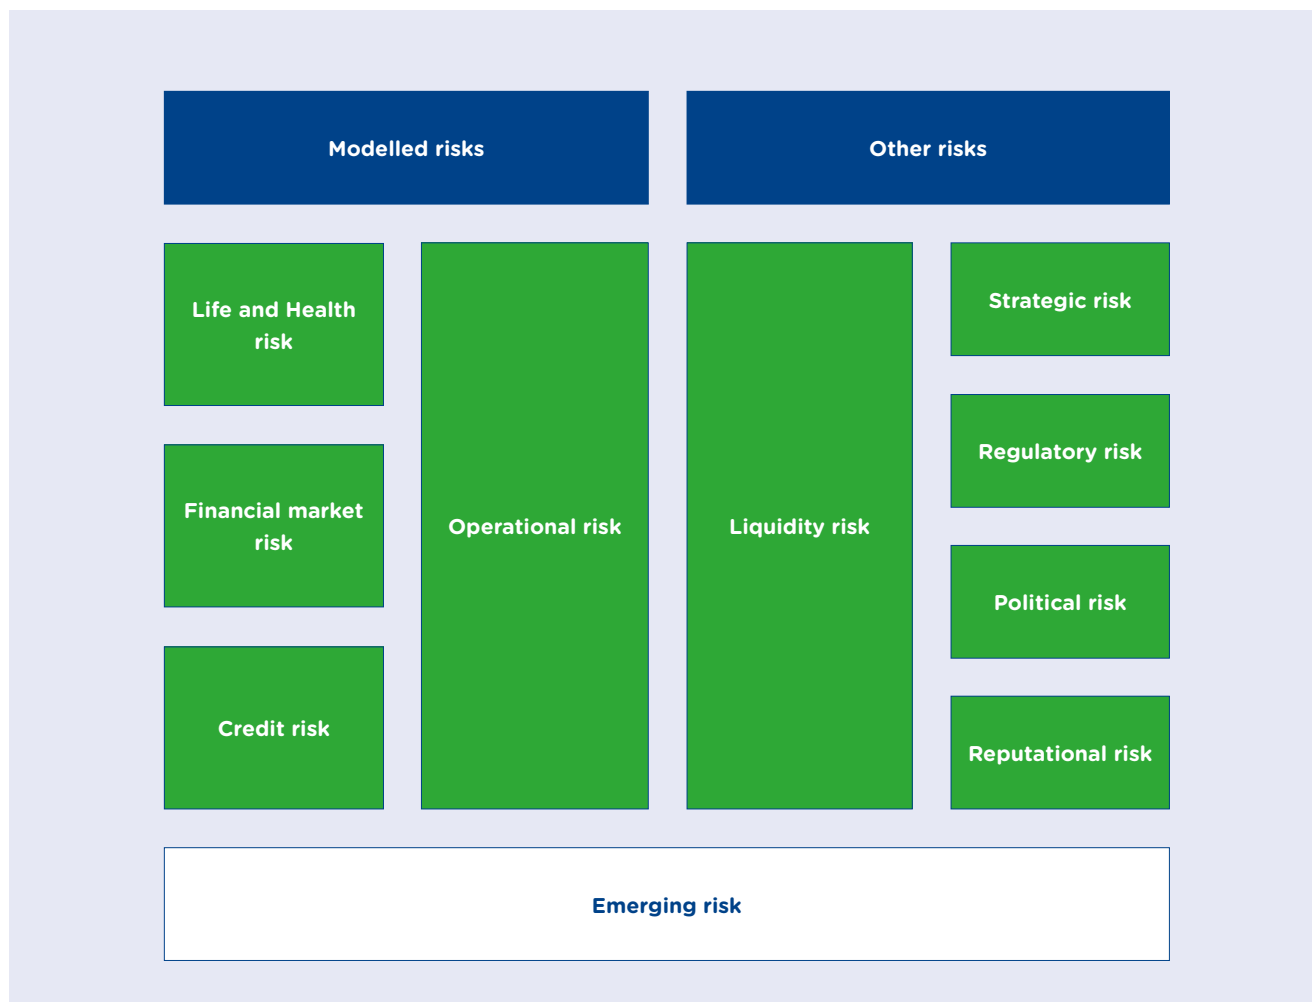 Modelled risks
Other risks
Life and Health
risk
Financial market
risk
Credit risk
Operational risk
Liquidity risk
Strategic risk
Regulatory risk
Political risk
Reputational risk
Emerging risk